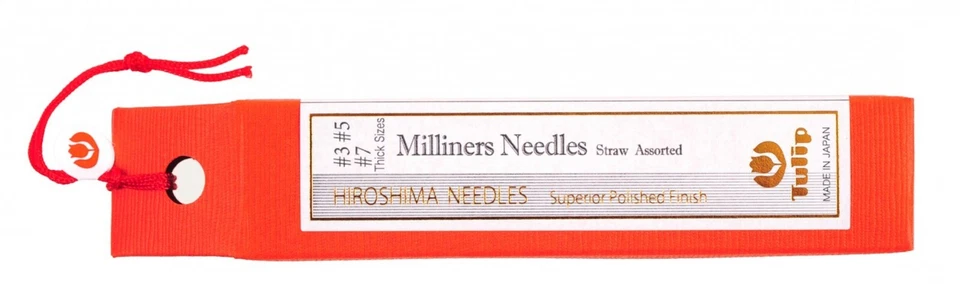 #3 #5
#7
Thick Sizes
Milliners Needles Straw Assorted
HIROSHIMA NEEDLES Superior Polished Finish
Tulip
MADE IN JAPAN